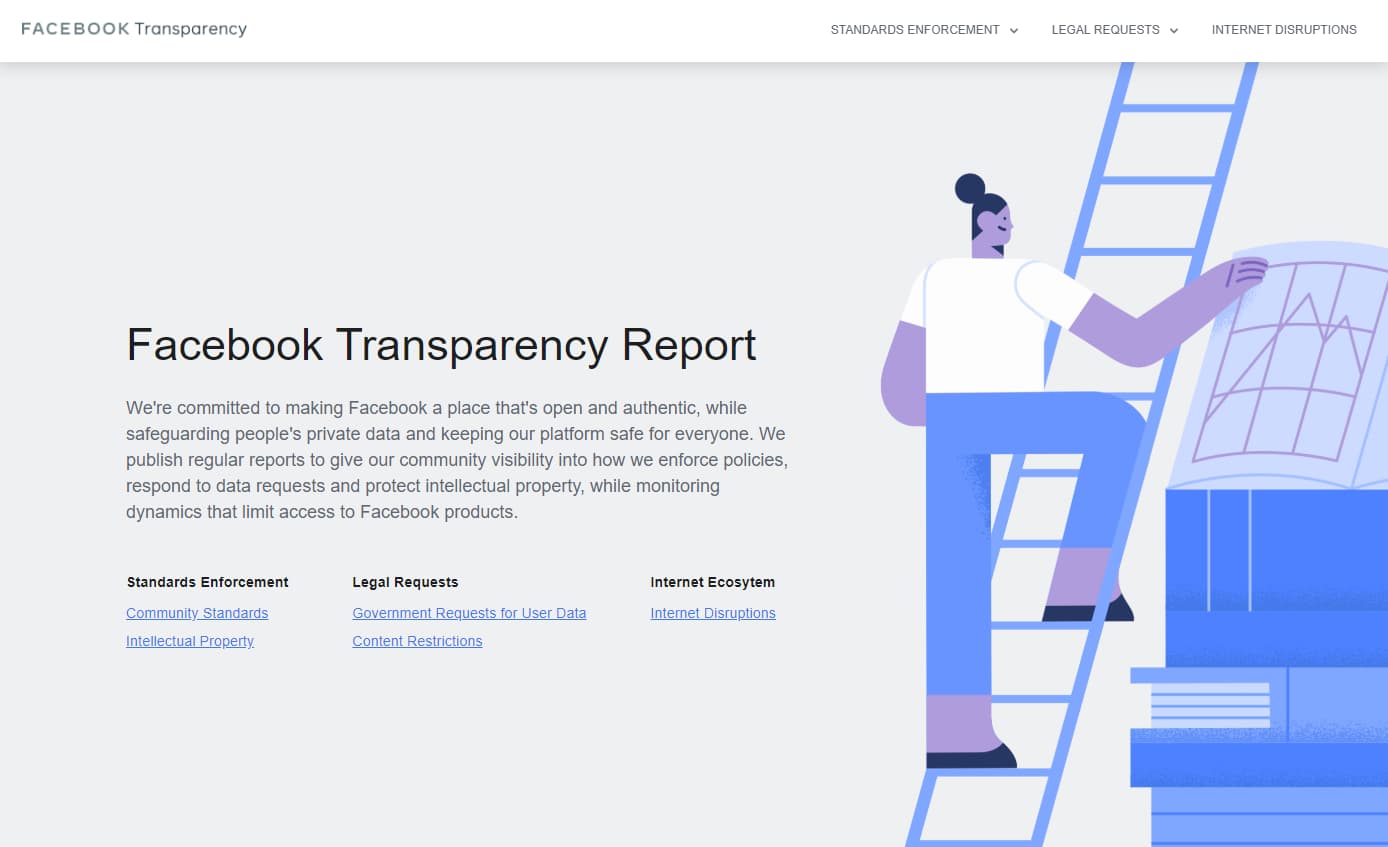 FACEBOOK Transparency
STANDARDS ENFORCEMENT
LEGAL REQUESTS
INTERNET DISRUPTIONS
Facebook Transparency Report
We're committed to making Facebook a place that's open and authentic, while
safeguarding people's private data and keeping our platform safe for everyone. We
publish regular reports to give our community visibility into how we enforce policies,
respond to data requests and protect intellectual property, while monitoring
dynamics that limit access to Facebook products.
Standards Enforcement
Community Standards
Intellectual Property
Legal Requests
Government Requests for User Data
Content Restrictions
Internet Ecosytem
Internet Disruptions